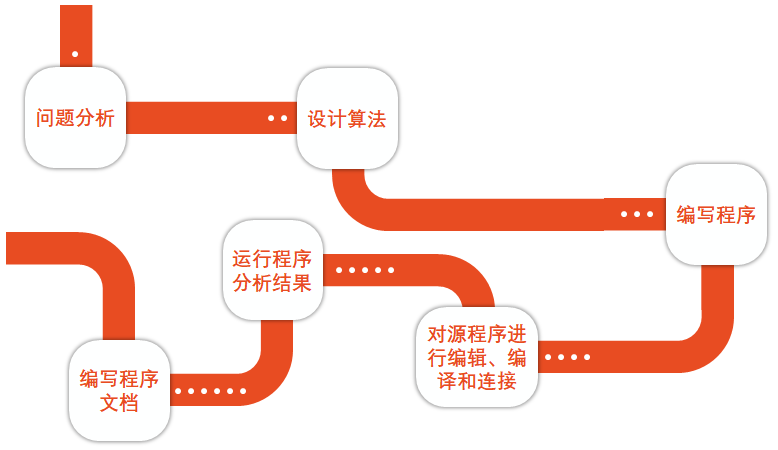 问题分析
设计算法
编写程序
对源程序进
行编辑、编
译和连接
运行程序
分析结果
编写程序
文档